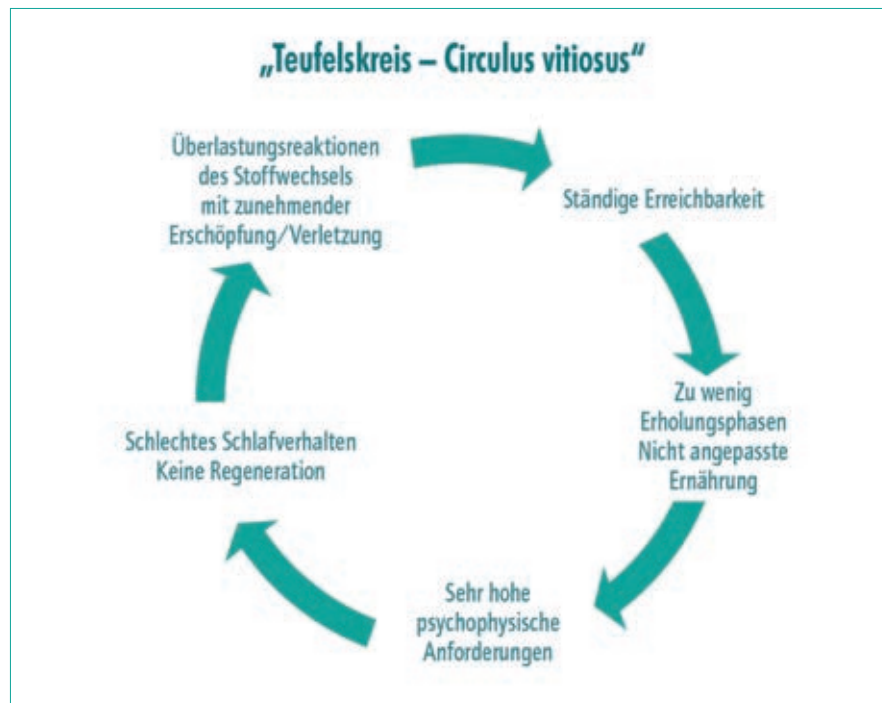 „Teufelskreis – Circulus vitiosus“
Überlastungsreaktionen
des Stoffwechsels
mit zunehmender
Erschöpfung/Verletzung
Ständige Erreichbarkeit
Zu wenig
Erholungsphasen
Nicht angepasste
Ernährung
Sehr hohe
psychophysische
Anforderungen
Schlechtes Schlafverhalten
Keine Regeneration